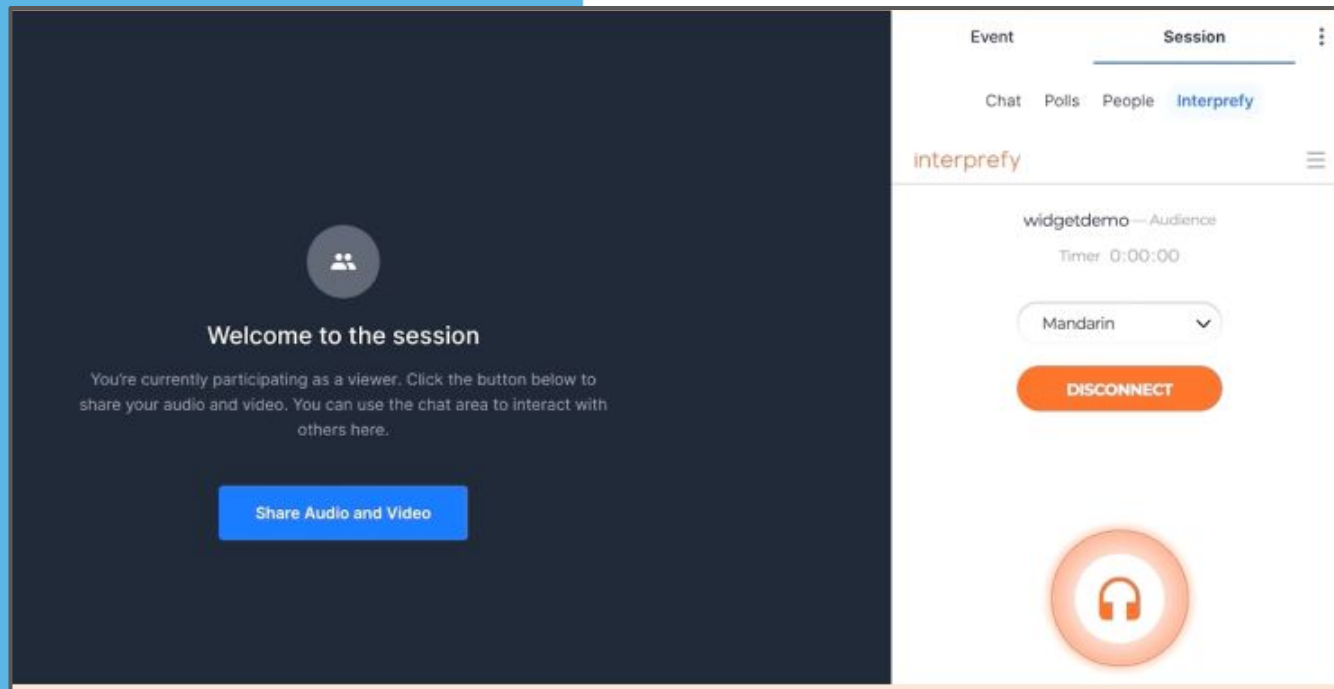 Welcome to the session
You're currently participating as a viewer. Click the button below to
share your audio and video. You can use the chat area to interact with
others here.
Share Audio and Video
Event Session
Chat Polls People Interprefy
interprefy
widgetdemo — Audience
Timer 0:00:00
Mandarin
DISCONNECT